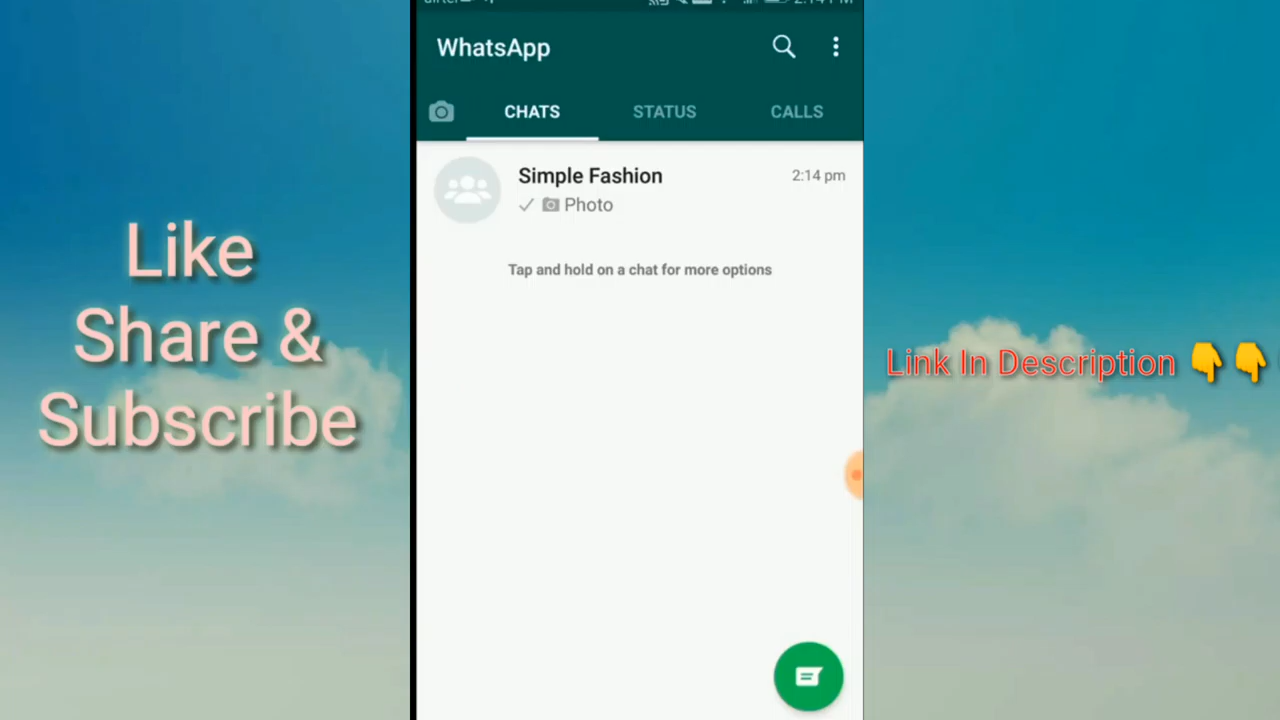 Like
Share &
Subscribe
WhatsApp
CHATS STATUS CALLS
Simple Fashion 2:14 pm
Photo
Tap and hold on a chat for more options
Link In Description 👇👇